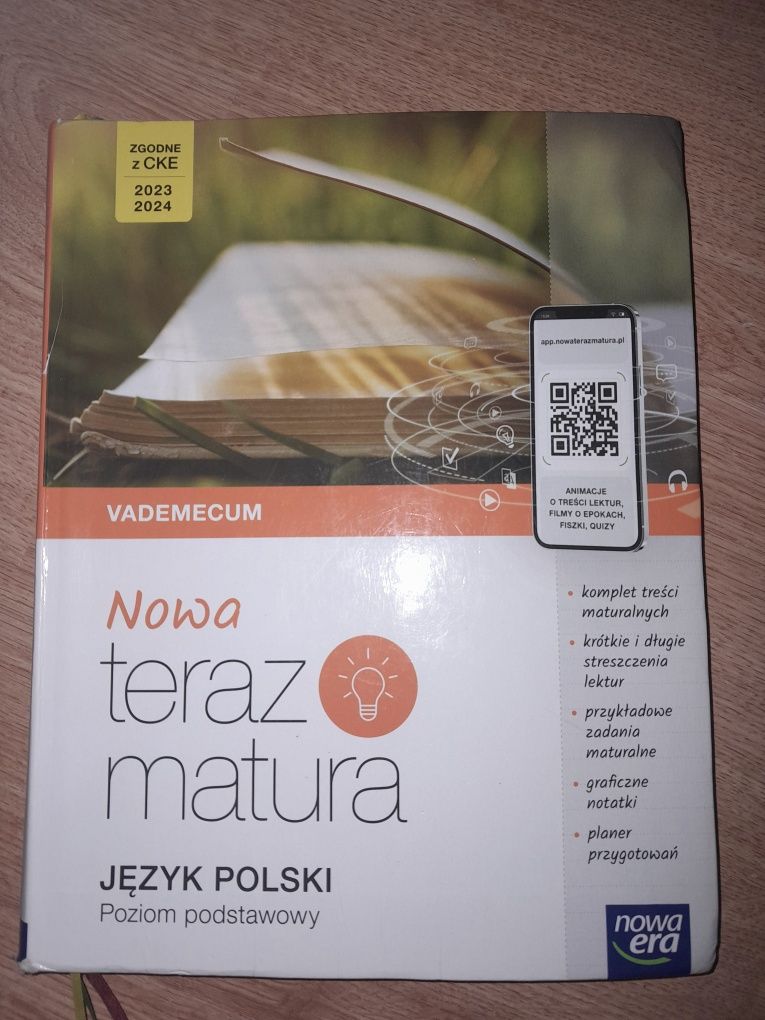 ZGODNE
z CKE
2023
2024
app.nowaterazmatura.pl
ANIMACJE
O TREŚCI LEKTUR,
FILMY O EPOKACH,
FISZKI, QUIZY
VADEMECUM
Nowa
teraz
matura
JĘZYK POLSKI
Poziom podstawowy
• komplet treści
maturalnych
• krótkie i długie
streszczenia
lektur
• przykładowe
zadania
maturalne
• graficzne
notatki
• planer
przygotowań
nowa
era